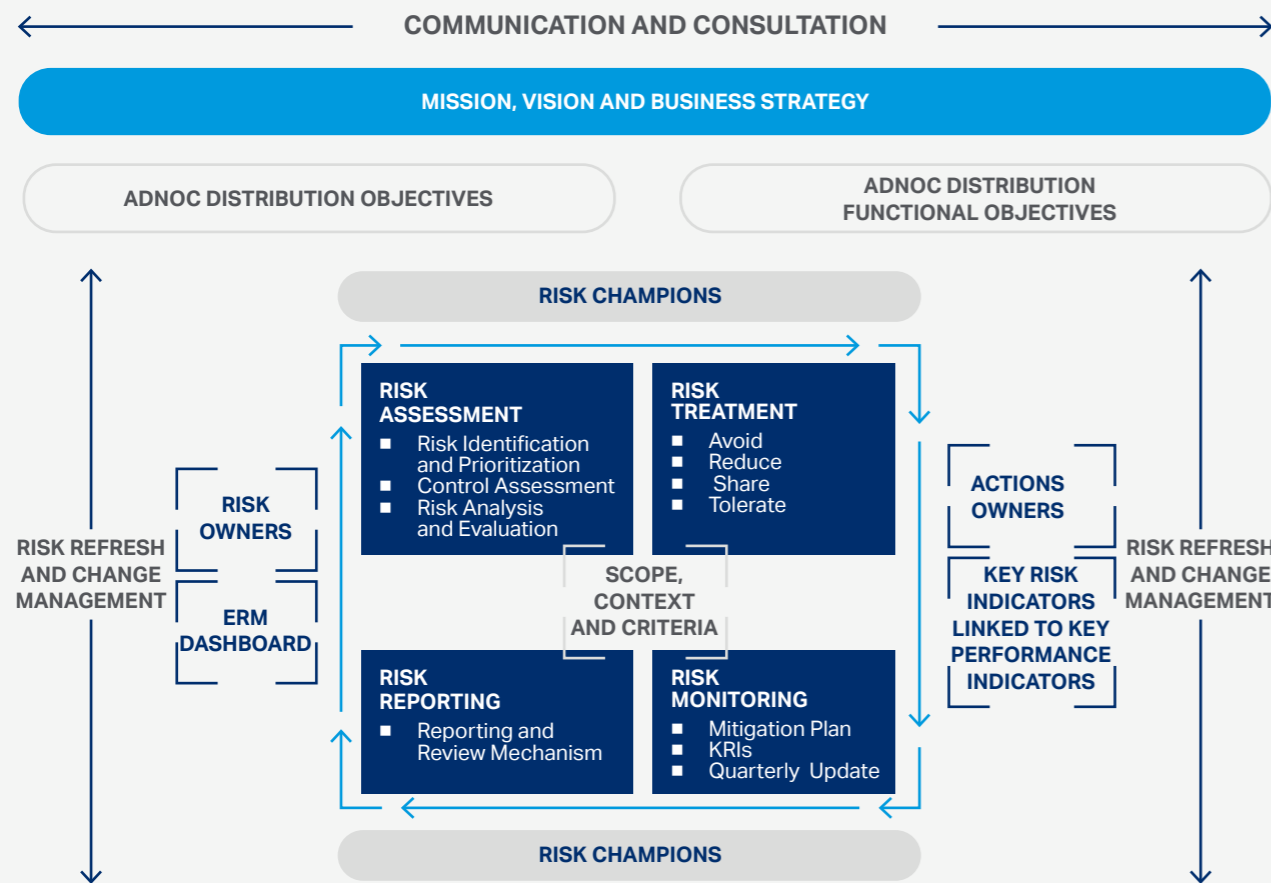 COMMUNICATION AND CONSULTATION
MISSION, VISION AND BUSINESS STRATEGY
ADNOC DISTRIBUTION OBJECTIVES
ADNOC DISTRIBUTION
FUNCTIONAL OBJECTIVES
RISK CHAMPIONS
RISK REFRESH
AND CHANGE
MANAGEMENT
RISK
OWNERS
ERM
DASHBOARD
RISK
ASSESSMENT
■ Risk Identification
and Prioritization
■ Control Assessment
■ Risk Analysis
and Evaluation
RISK
TREATMENT
■ Avoid
■ Reduce
■ Share
■ Tolerate
SCOPE,
CONTEXT
AND CRITERIA
RISK
REPORTING
■ Reporting and
Review Mechanism
RISK
MONITORING
■ Mitigation Plan
■ KRIs
■ Quarterly Update
ACTIONS
OWNERS
KEY RISK
INDICATORS
LINKED TO KEY
PERFORMANCE
INDICATORS
RISK REFRESH
AND CHANGE
MANAGEMENT
RISK CHAMPIONS